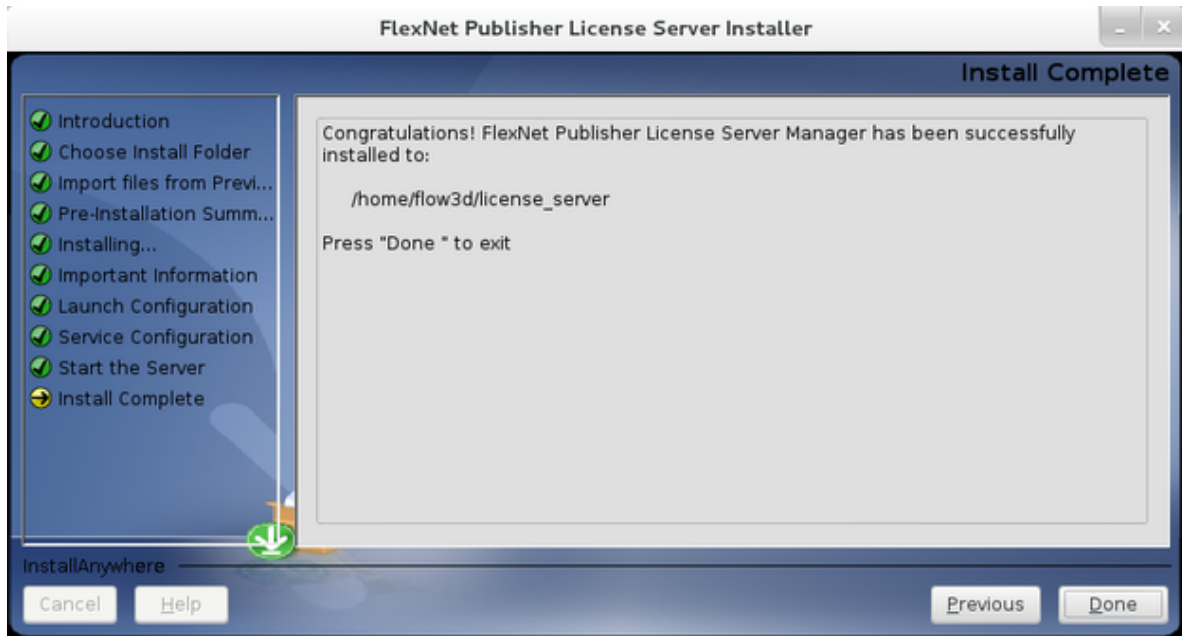 FlexNet Publisher License Server Installer
Install Complete
Introduction
Choose Install Folder
Import files from Previ...
Pre-Installation Summ...
Installing...
Important Information
Launch Configuration
Service Configuration
Start the Server
Install Complete
Congratulations! FlexNet Publisher License Server Manager has been successfully
installed to:
/home/flow3d/license_server
Press "Done " to exit
InstallAnywhere
Cancel
Help
Previous
Done